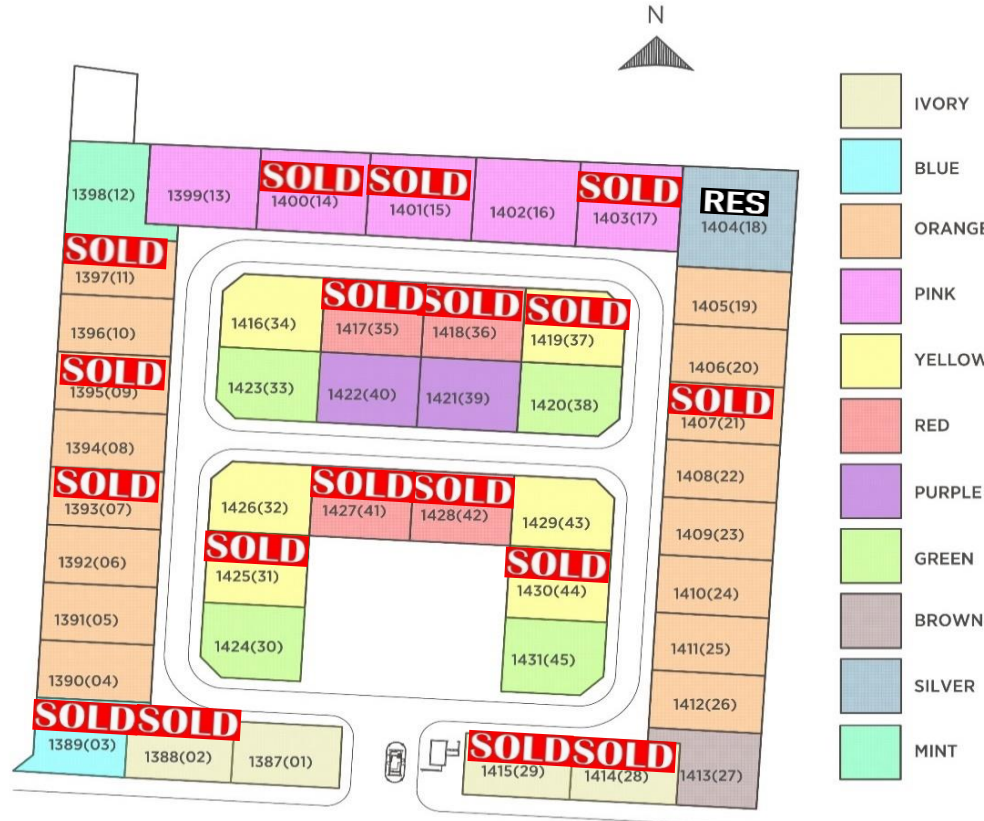 N
IVORY
BLUE
ORANGE
PINK
YELLOW
RED
PURPLE
GREEN
BROWN
SILVER
MINT
1398(12)
1399(13)
SOLD
1400(14)
SOLD
1401(15)
1402(16)
SOLD
1403(17)
RES
1404(18)
SOLD
1397(11)
1396(10)
SOLD
1395(09)
1394(08)
SOLD
1393(07)
1392(06)
1391(05)
1390(04)
1416(34)
SOLD
1417(35)
SOLD
1418(36)
SOLD
1419(37)
1423(33)
1422(40)
1421(39)
1420(38)
1426(32)
SOLD
1427(41)
SOLD
1428(42)
1429(43)
SOLD
1425(31)
SOLD
1430(44)
1424(30)
1431(45)
1405(19)
1406(20)
SOLD
1407(21)
1408(22)
1409(23)
1410(24)
1411(25)
1412(26)
SOLD
1389(03)
SOLD
1388(02)
1387(01)
SOLD
1415(29)
SOLD
1414(28)
1413(27)